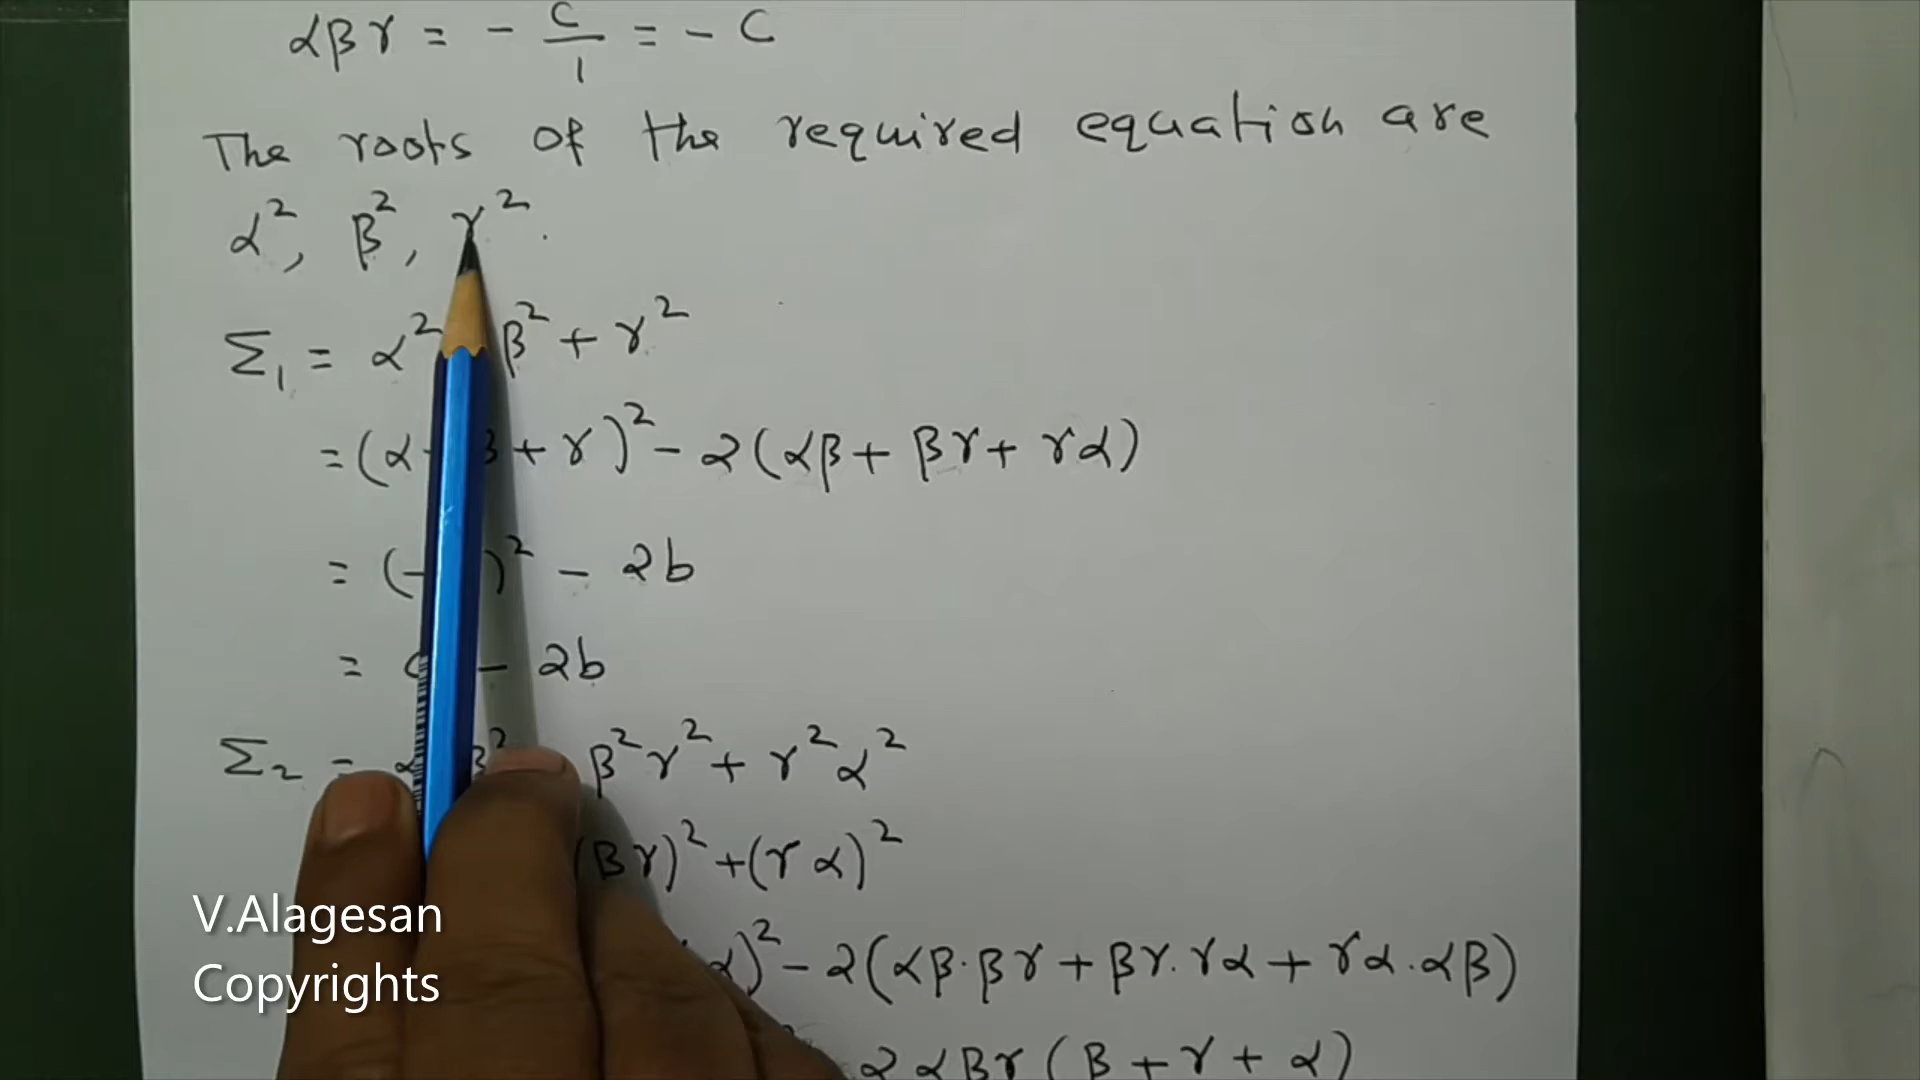 αβγ = - c/1 = - c
The roots of the required equation are
α², β², γ².
Σ₁ = α² β² + γ²
= (α + β + γ)² - 2(αβ + βγ + γα)
= (- )² - 2b
= - 2b
Σ₂ = α β² β²γ² + γ²α²
(βγ)² + (γα)²
α)² - 2(αβ·βγ + βγ·γα + γα·αβ)
2αβγ(β + γ + α)
V.Alagesan
Copyrights